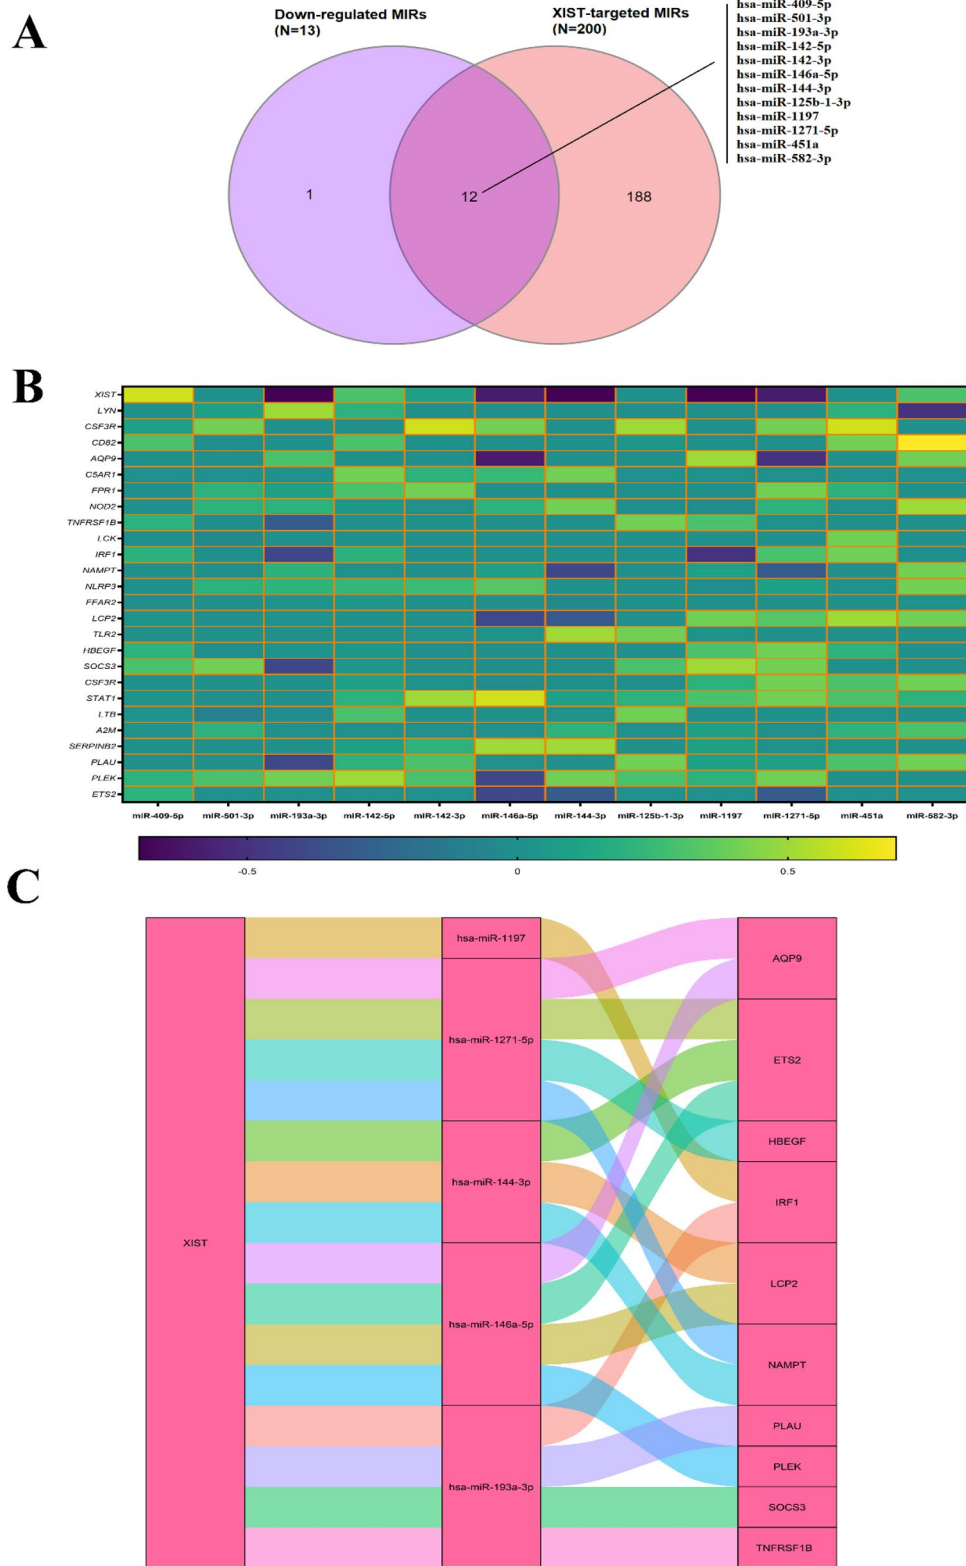 A
Down-regulated MIRs
(N=13)
XIST-targeted MIRs
(N=200)
hsa-miR-409-5p
hsa-miR-501-3p
hsa-miR-193a-3p
hsa-miR-142-5p
hsa-miR-142-3p
hsa-miR-146a-5p
hsa-miR-144-3p
hsa-miR-125b-1-3p
hsa-miR-1197
hsa-miR-1271-5p
hsa-miR-451a
hsa-miR-582-3p
1
12
188
B
XIST
LYN
CSF3R
CD82
AQP9
C5AR1
FPR1
NOD2
TNFRSF1B
LCK
IRF1
NAMPT
NLRP3
FFAR2
LCP2
TLR2
HBEGF
SOCS3
CSF3R
STAT1
LTB
A2M
SERPINB2
PLAU
PLEK
ETS2
miR-409-5p miR-501-3p miR-193a-3p miR-142-5p miR-142-3p miR-146a-5p miR-144-3p miR-125b-1-3p miR-1197 miR-1271-5p miR-451a miR-582-3p
-0.5 0 0.5
C
XIST
hsa-miR-1197
hsa-miR-1271-5p
hsa-miR-144-3p
hsa-miR-146a-5p
hsa-miR-193a-3p
AQP9
ETS2
HBEGF
IRF1
LCP2
NAMPT
PLAU
PLEK
SOCS3
TNFRSF1B